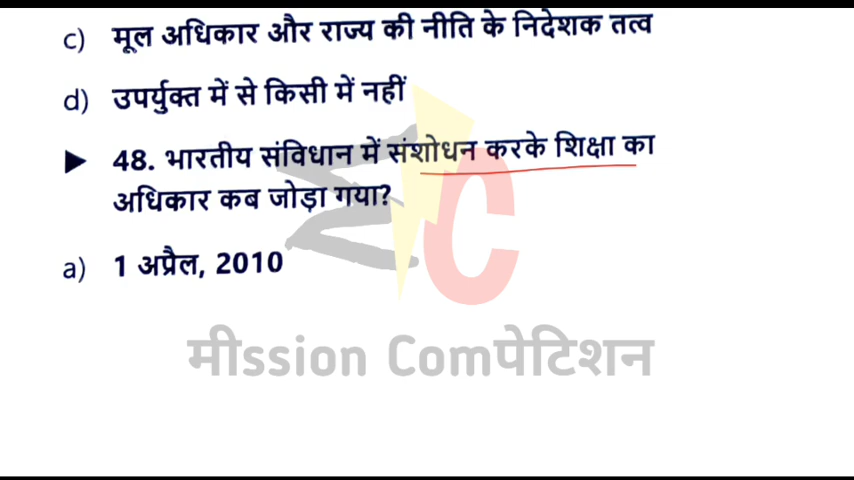 c) मूल अधिकार और राज्य की नीति के निदेशक तत्व
d) उपर्युक्त में से किसी में नहीं
▶ 48. भारतीय संविधान में संशोधन करके शिक्षा का
अधिकार कब जोड़ा गया?
a) 1 अप्रैल, 2010
मीssion Comपेटिशन